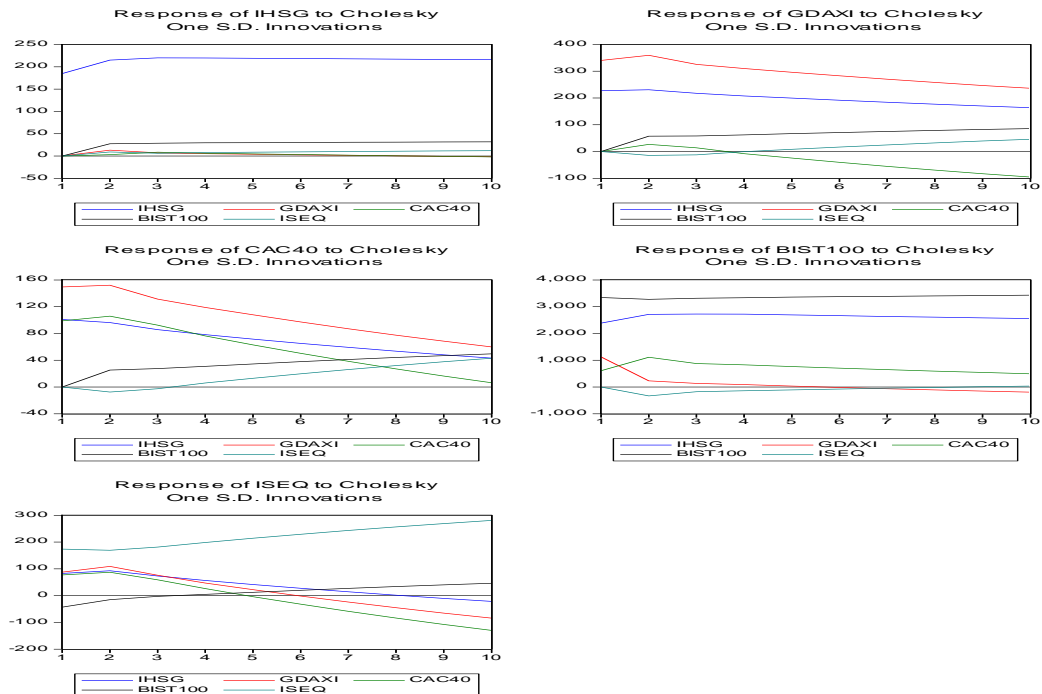 Response of IHSG to Cholesky
One S.D. Innovations
250
200
150
100
50
0
-50
1 2 3 4 5 6 7 8 9 10
IHSG GDAXI CAC40
BIST100 ISEQ
Response of GDAXI to Cholesky
One S.D. Innovations
400
300
200
100
0
-100
1 2 3 4 5 6 7 8 9 10
IHSG GDAXI CAC40
BIST100 ISEQ
Response of CAC40 to Cholesky
One S.D. Innovations
160
120
80
40
0
-40
1 2 3 4 5 6 7 8 9 10
IHSG GDAXI CAC40
BIST100 ISEQ
Response of BIST100 to Cholesky
One S.D. Innovations
4,000
3,000
2,000
1,000
0
-1,000
1 2 3 4 5 6 7 8 9 10
IHSG GDAXI CAC40
BIST100 ISEQ
Response of ISEQ to Cholesky
One S.D. Innovations
300
200
100
0
-100
-200
1 2 3 4 5 6 7 8 9 10
IHSG GDAXI CAC40
BIST100 ISEQ